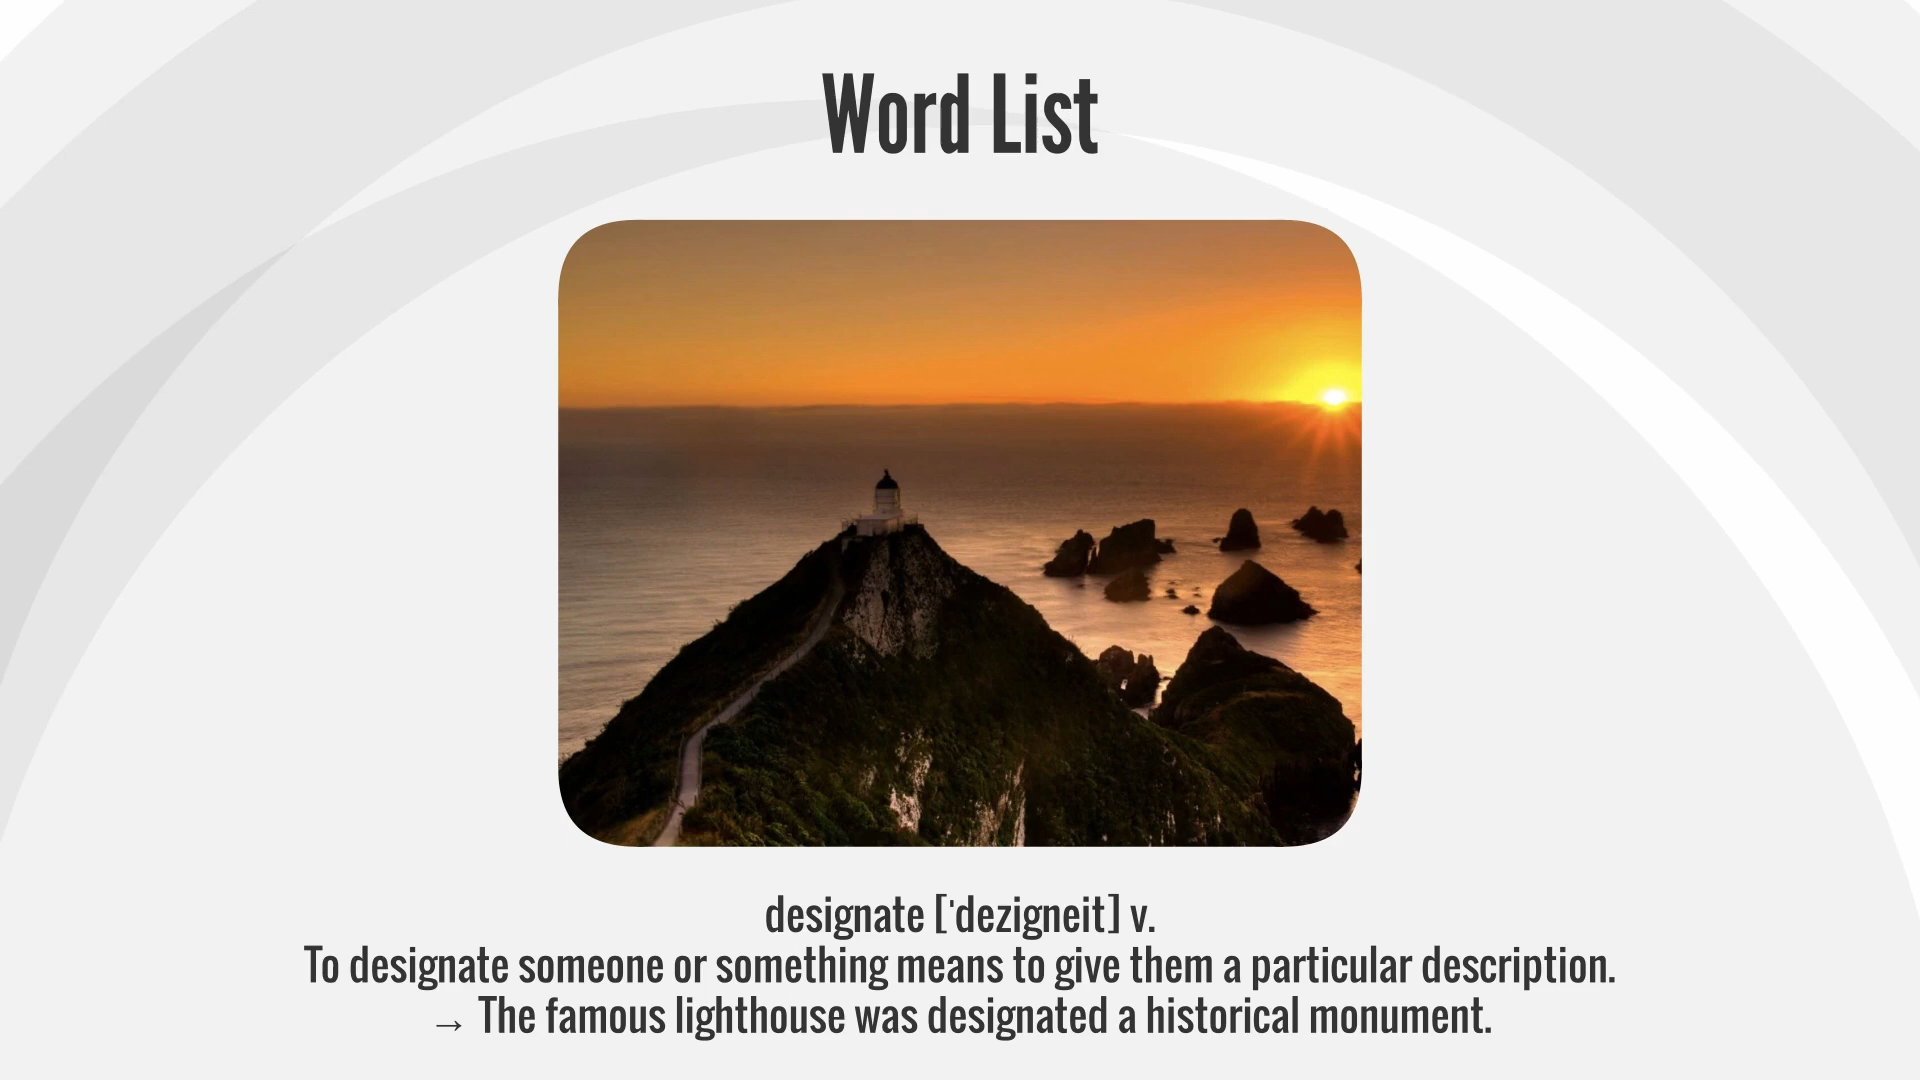 Word List
designate [ˈdezigneit] v.
To designate someone or something means to give them a particular description.
→ The famous lighthouse was designated a historical monument.